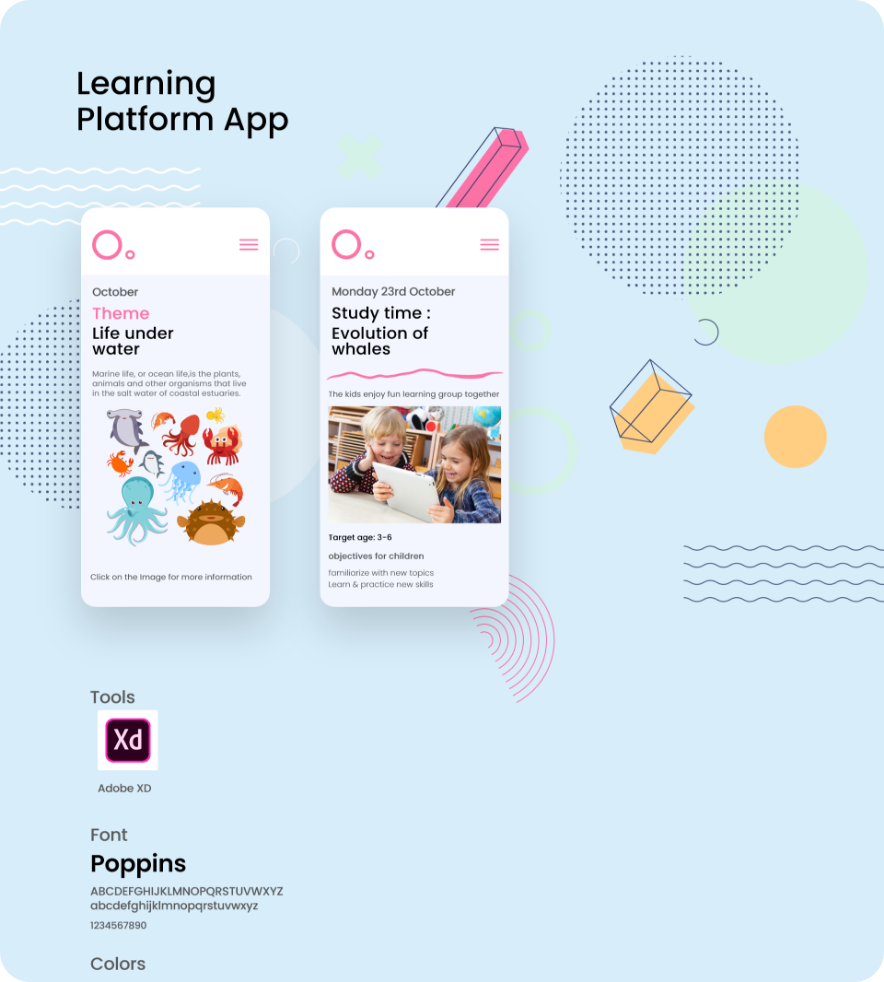 Learning
Platform App
October
Theme
Life under
water
Marine life, or ocean life,is the plants,
animals and other organisms that live
in the salt water of coastal estuaries.
Click on the Image for more information
Monday 23rd October
Study time :
Evolution of
whales
The kids enjoy fun learning group together
Target age: 3-6
objectives for children
familiarize with new topics
Learn & practice new skills
Tools
Xd
Adobe XD
Font
Poppins
ABCDEFGHIJKLMNOPQRSTUVWXYZ
abcdefghijklmnopqrstuvwxyz
1234567890
Colors